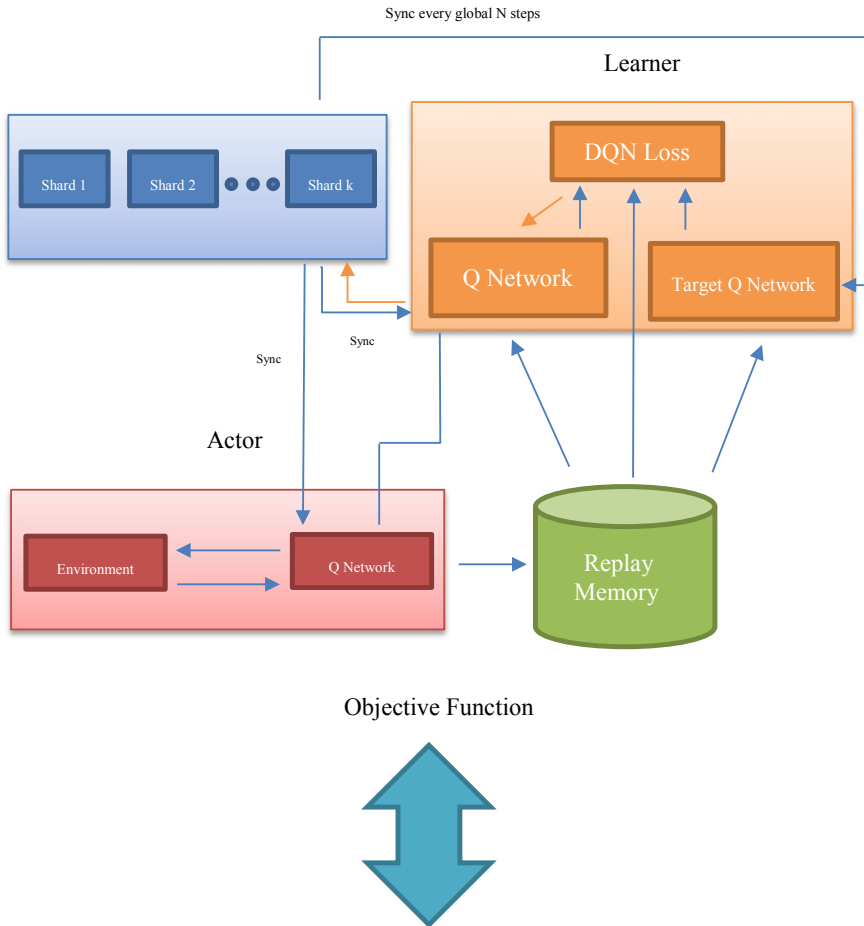 Sync every global N steps
Learner
DQN Loss
Shard 1
Shard 2
Shard k
Q Network
Target Q Network
Sync
Sync
Actor
Environment
Q Network
Replay
Memory
Objective Function